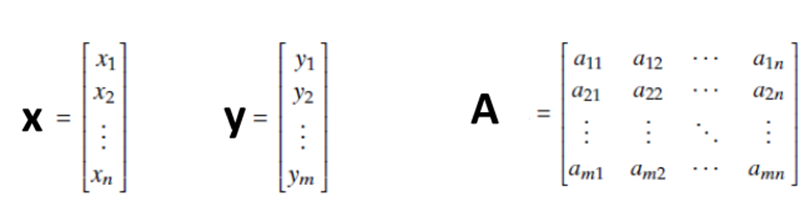 x = [x₁ x₂ ⋮ xₙ]
y = [y₁ y₂ ⋮ yₘ]
A = [a₁₁ a₁₂ ⋯ a₁ₙ
a₂₁ a₂₂ ⋯ a₂ₙ
⋮ ⋮ ⋱ ⋮
aₘ₁ aₘ₂ ⋯ aₘₙ]